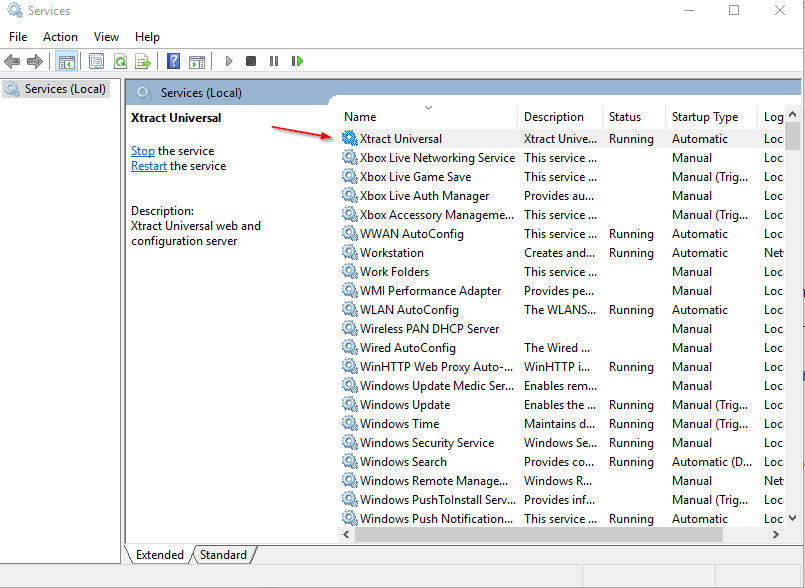 Services
File Action View Help
Services (Local)
Services (Local)
Xtract Universal
Stop the service
Restart the service
Description:
Xtract Universal web and
configuration server
Name Description Status Startup Type Log
Xtract Universal Xtract Unive... Running Automatic Loc
Xbox Live Networking Service This service ... Manual Loc
Xbox Live Game Save This service ... Manual (Trig... Loc
Xbox Live Auth Manager Provides au... Manual Loc
Xbox Accessory Manageme... This service ... Manual (Trig... Loc
WWAN AutoConfig This service ... Running Automatic Loc
Workstation Creates and... Running Automatic Net
Work Folders This service ... Manual Loc
WMI Performance Adapter Provides pe... Manual Loc
WLAN AutoConfig The WLANS... Running Automatic Loc
Wireless PAN DHCP Server Manual Loc
Wired AutoConfig The Wired ... Manual Loc
WinHTTP Web Proxy Auto-... WinHTTP i... Running Manual Loc
Windows Update Medic Ser... Enables rem... Manual Loc
Windows Update Enables the ... Running Manual (Trig... Loc
Windows Time Maintains d... Running Manual (Trig... Loc
Windows Security Service Windows Se... Running Manual Loc
Windows Search Provides co... Running Automatic (D... Loc
Windows Remote Manage... Windows R... Manual Net
Windows PushToInstall Serv... Provides inf... Manual (Trig... Loc
Windows Push Notification... This service ... Running Automatic Loc
Extended Standard